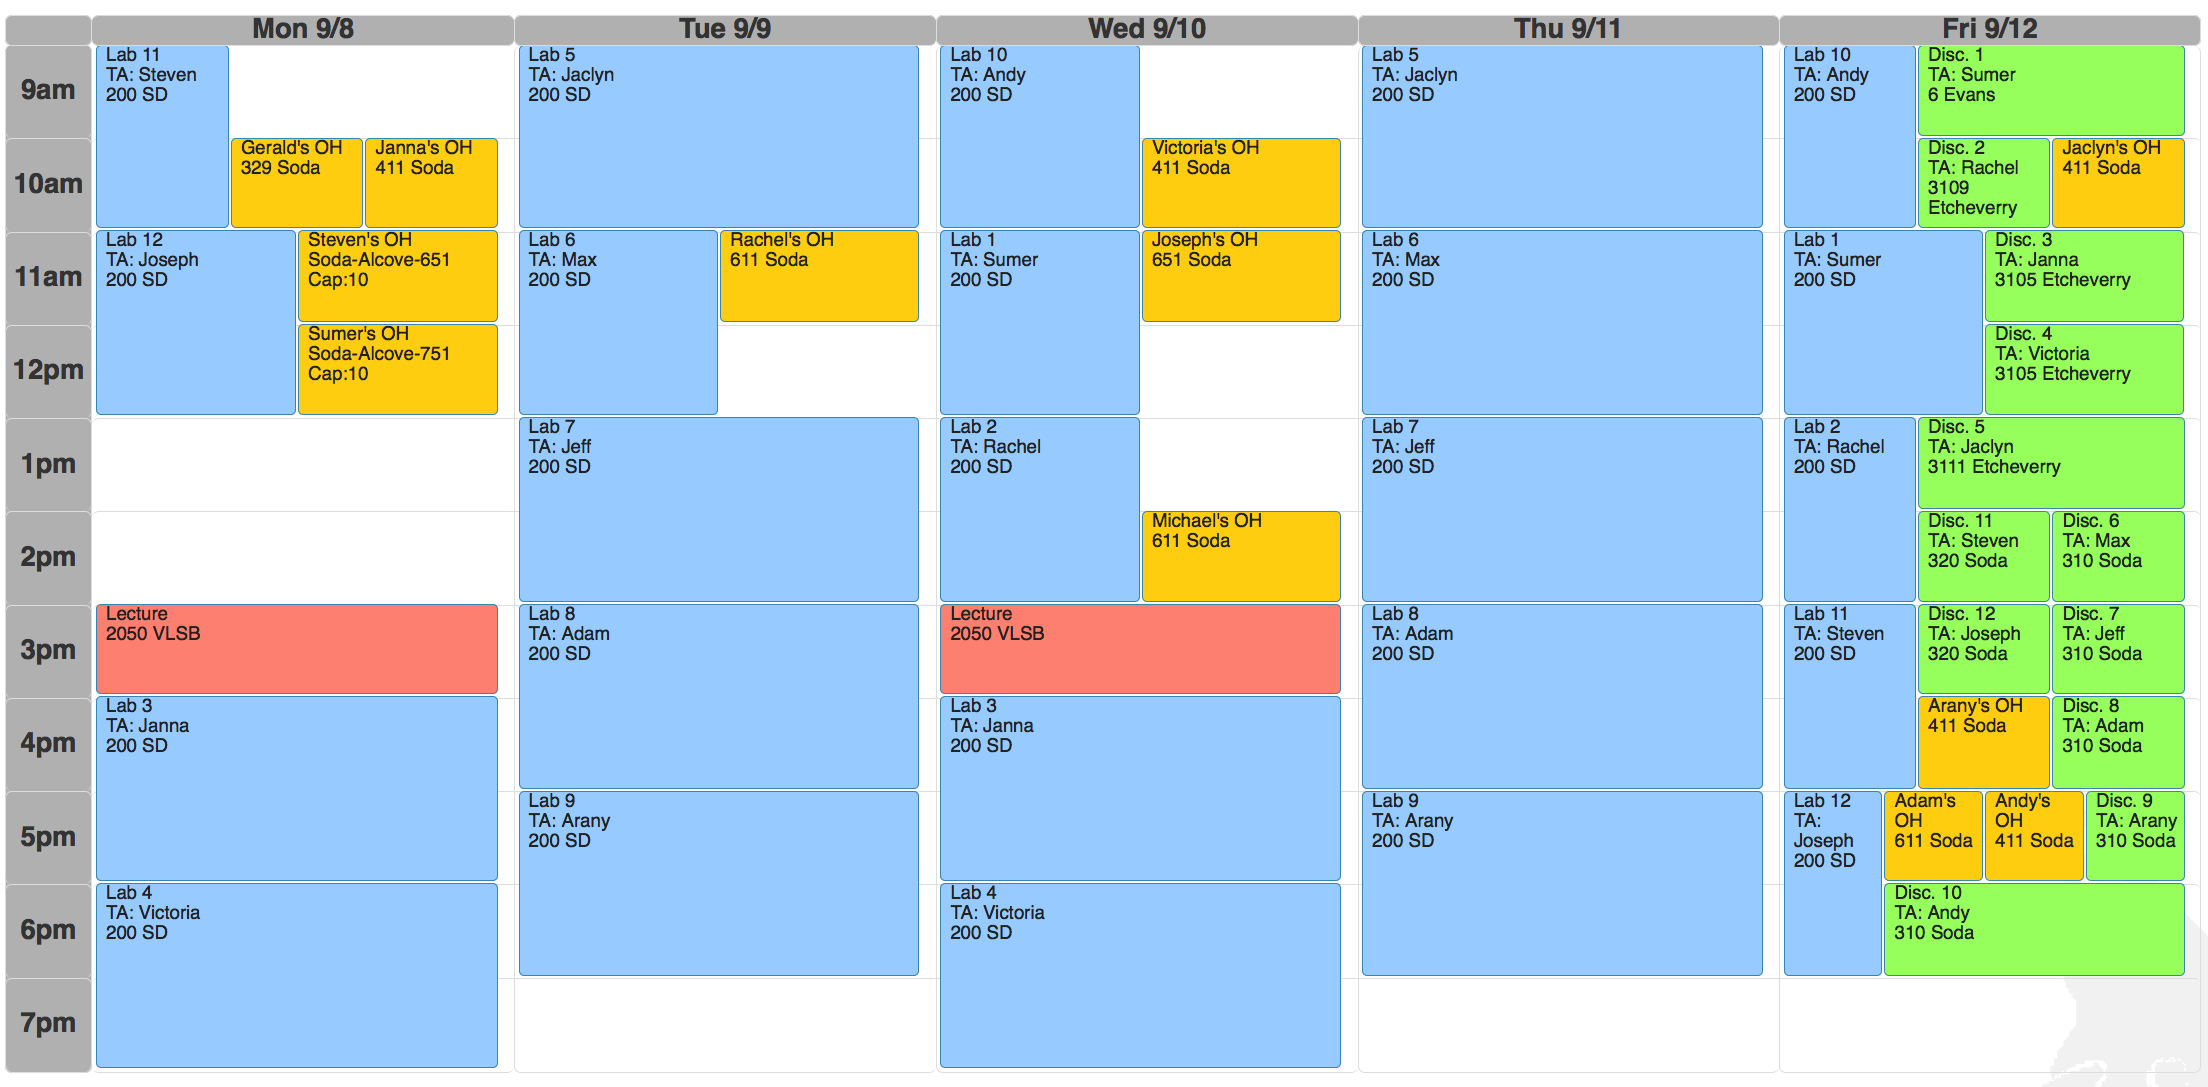 Mon 9/8
Tue 9/9
Wed 9/10
Thu 9/11
Fri 9/12
9am
10am
11am
12pm
1pm
2pm
3pm
4pm
5pm
6pm
7pm
Lab 11
TA: Steven
200 SD
Gerald's OH
329 Soda
Janna's OH
411 Soda
Lab 12
TA: Joseph
200 SD
Steven's OH
Soda-Alcove-651
Cap:10
Sumer's OH
Soda-Alcove-751
Cap:10
Lecture
2050 VLSB
Lab 3
TA: Janna
200 SD
Lab 4
TA: Victoria
200 SD
Lab 5
TA: Jaclyn
200 SD
Lab 6
TA: Max
200 SD
Rachel's OH
611 Soda
Lab 7
TA: Jeff
200 SD
Lab 8
TA: Adam
200 SD
Lab 9
TA: Arany
200 SD
Lab 10
TA: Andy
200 SD
Victoria's OH
411 Soda
Lab 1
TA: Sumer
200 SD
Joseph's OH
651 Soda
Lab 2
TA: Rachel
200 SD
Michael's OH
611 Soda
Lecture
2050 VLSB
Lab 3
TA: Janna
200 SD
Lab 4
TA: Victoria
200 SD
Lab 5
TA: Jaclyn
200 SD
Lab 6
TA: Max
200 SD
Lab 7
TA: Jeff
200 SD
Lab 8
TA: Adam
200 SD
Lab 9
TA: Arany
200 SD
Lab 10
TA: Andy
200 SD
Disc. 1
TA: Sumer
6 Evans
Disc. 2
TA: Rachel
3109
Etcheverry
Jaclyn's OH
411 Soda
Lab 1
TA: Sumer
200 SD
Disc. 3
TA: Janna
3105 Etcheverry
Disc. 4
TA: Victoria
3105 Etcheverry
Lab 2
TA: Rachel
200 SD
Disc. 5
TA: Jaclyn
3111 Etcheverry
Disc. 11
TA: Steven
320 Soda
Disc. 6
TA: Max
310 Soda
Lab 11
TA: Steven
200 SD
Disc. 12
TA: Joseph
320 Soda
Disc. 7
TA: Jeff
310 Soda
Arany's OH
411 Soda
Disc. 8
TA: Adam
310 Soda
Lab 12
TA:
Joseph
200 SD
Adam's
OH
611 Soda
Andy's
OH
411 Soda
Disc. 9
TA: Arany
310 Soda
Disc. 10
TA: Andy
310 Soda